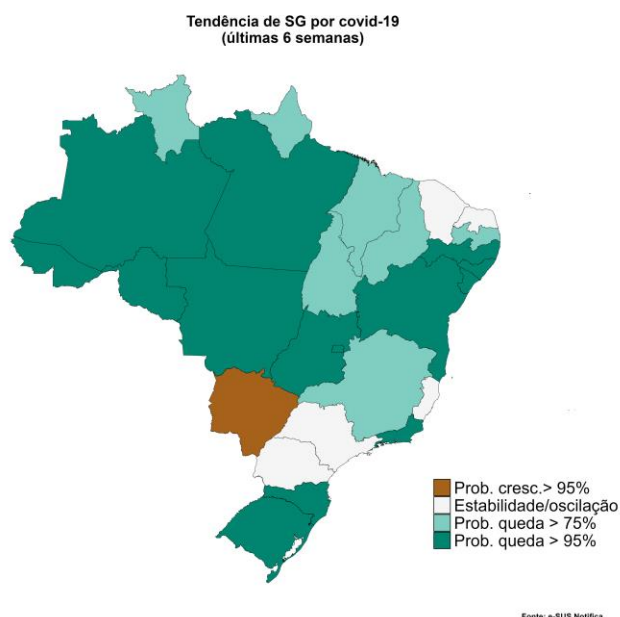 Tendência de SG por covid-19
(últimas 6 semanas)
Prob. cresc.> 95%
Estabilidade/oscilação
Prob. queda > 75%
Prob. queda > 95%
Fonte: e-SUS Notifica